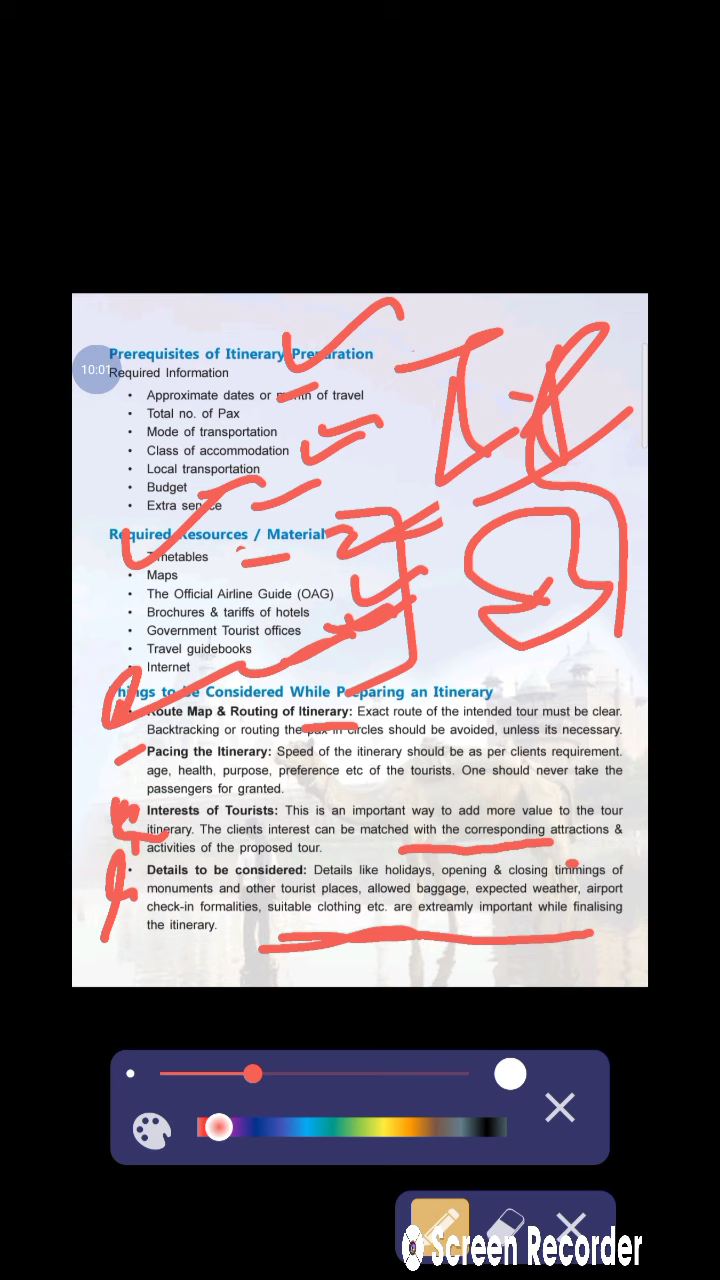 Prerequisites of Itinerary Preparation
10:01
Required Information
• Approximate dates or month of travel
• Total no. of Pax
• Mode of transportation
• Class of accommodation
• Local transportation
• Budget
• Extra service
Required Resources / Material
• Timetables
• Maps
• The Official Airline Guide (OAG)
• Brochures & tariffs of hotels
• Government Tourist offices
• Travel guidebooks
• Internet
Things to be Considered While Preparing an Itinerary
• Route Map & Routing of Itinerary: Exact route of the intended tour must be clear.
Backtracking or routing the pax in circles should be avoided, unless its necessary.
Pacing the Itinerary: Speed of the itinerary should be as per clients requirement.
age, health, purpose, preference etc of the tourists. One should never take the
passengers for granted.
Interests of Tourists: This is an important way to add more value to the tour
itinerary. The clients interest can be matched with the corresponding attractions &
activities of the proposed tour.
• Details to be considered: Details like holidays, opening & closing timmings of
monuments and other tourist places, allowed baggage, expected weather, airport
check-in formalities, suitable clothing etc. are extreamly important while finalising
the itinerary.
Screen Recorder